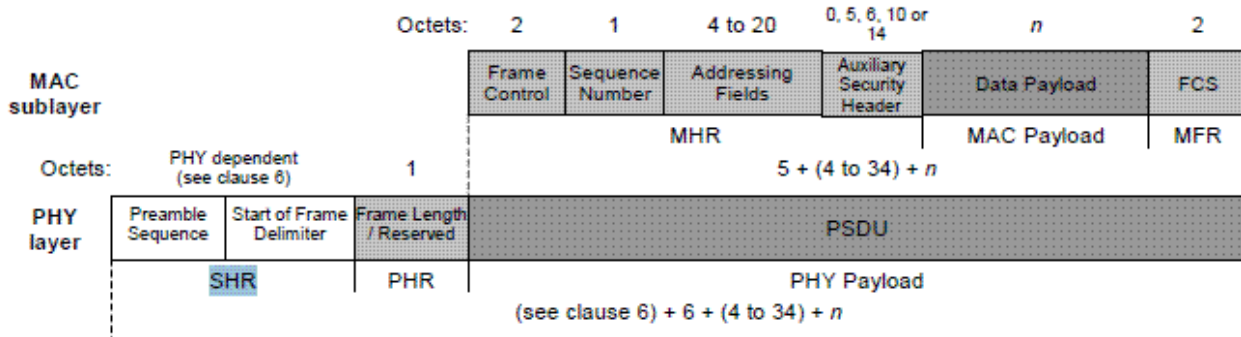 Octets: 2 1 4 to 20 0, 5, 6, 10 or 14 n 2
MAC sublayer
Frame Control
Sequence Number
Addressing Fields
Auxiliary Security Header
Data Payload
FCS
MHR MAC Payload MFR
Octets: PHY dependent (see clause 6) 1 5 + (4 to 34) + n
PHY layer
Preamble Sequence
Start of Frame Delimiter
Frame Length / Reserved
PSDU
SHR PHR PHY Payload
(see clause 6) + 6 + (4 to 34) + n